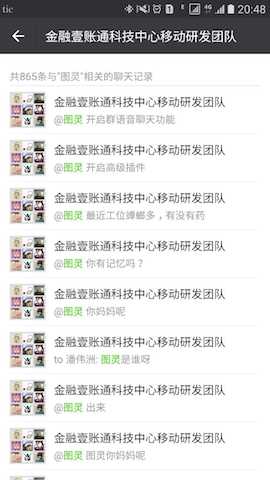 tic
20:48
金融壹账通科技中心移动研发团队
共865条与"图灵"相关的聊天记录
金融壹账通科技中心移动研发团队
@图灵 开启群语音聊天功能
金融壹账通科技中心移动研发团队
@图灵 开启高级插件
金融壹账通科技中心移动研发团队
@图灵 最近工位蟑螂多，有没有药
金融壹账通科技中心移动研发团队
@图灵 你有记忆吗？
金融壹账通科技中心移动研发团队
@图灵 你妈妈呢
金融壹账通科技中心移动研发团队
to 潘伟洲: 图灵是谁呀
金融壹账通科技中心移动研发团队
@图灵 出来
金融壹账通科技中心移动研发团队
@图灵 图灵你妈妈呢